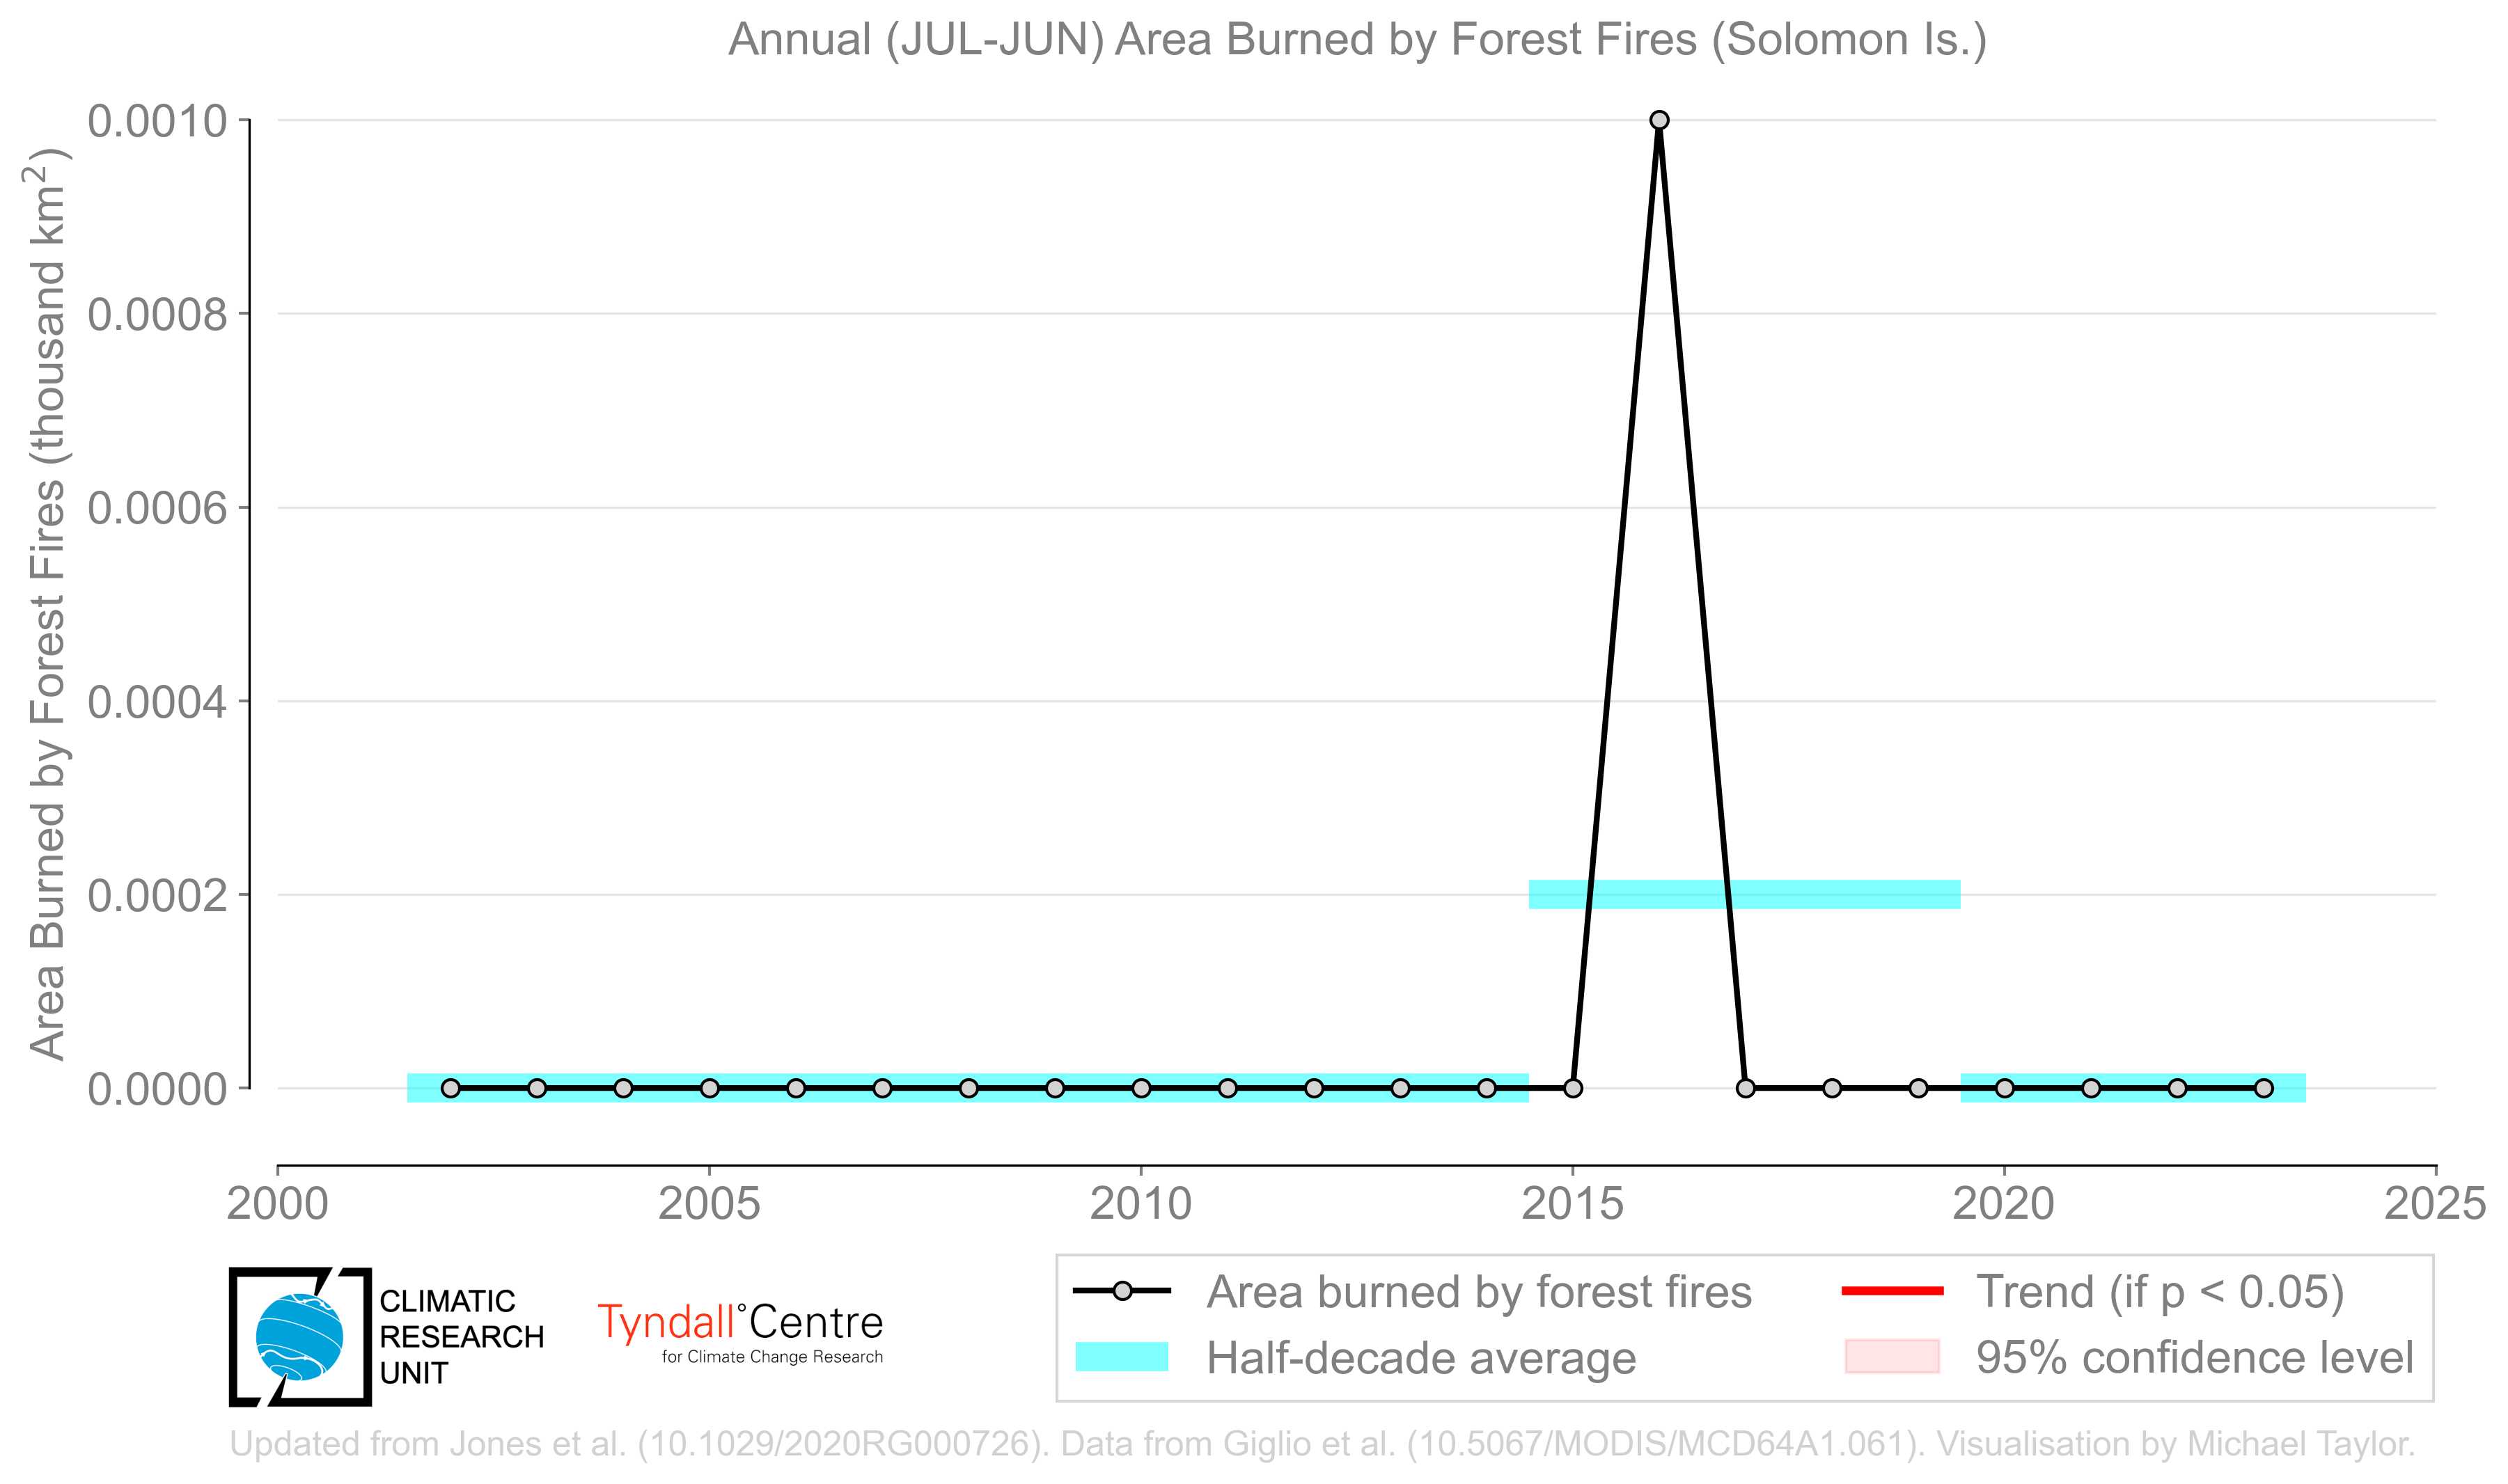 Annual (JUL-JUN) Area Burned by Forest Fires (Solomon Is.)
Area Burned by Forest Fires (thousand km²)
0.0010
0.0008
0.0006
0.0004
0.0002
0.0000
2000 2005 2010 2015 2020 2025
CLIMATIC
RESEARCH
UNIT
Tyndall°Centre
for Climate Change Research
Area burned by forest fires
Half-decade average
Trend (if p < 0.05)
95% confidence level
Updated from Jones et al. (10.1029/2020RG000726). Data from Giglio et al. (10.5067/MODIS/MCD64A1.061). Visualisation by Michael Taylor.